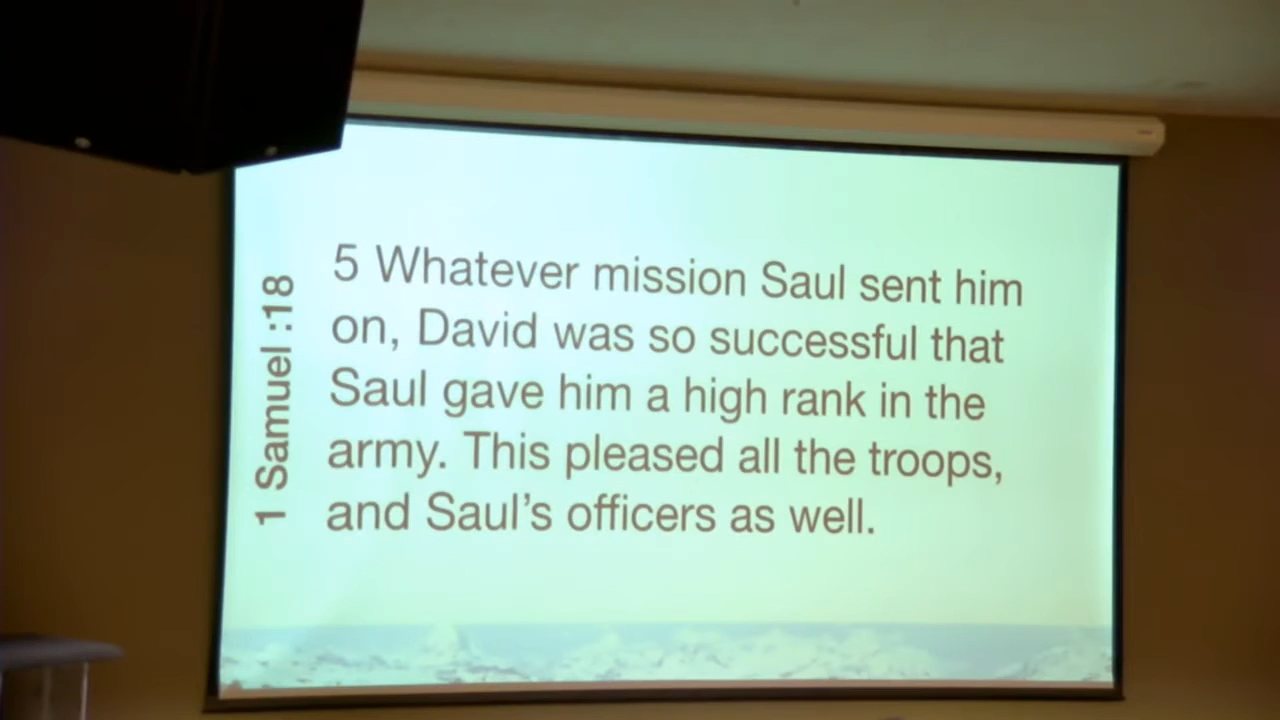 1 Samuel :18
5 Whatever mission Saul sent him
on, David was so successful that
Saul gave him a high rank in the
army. This pleased all the troops,
and Saul's officers as well.